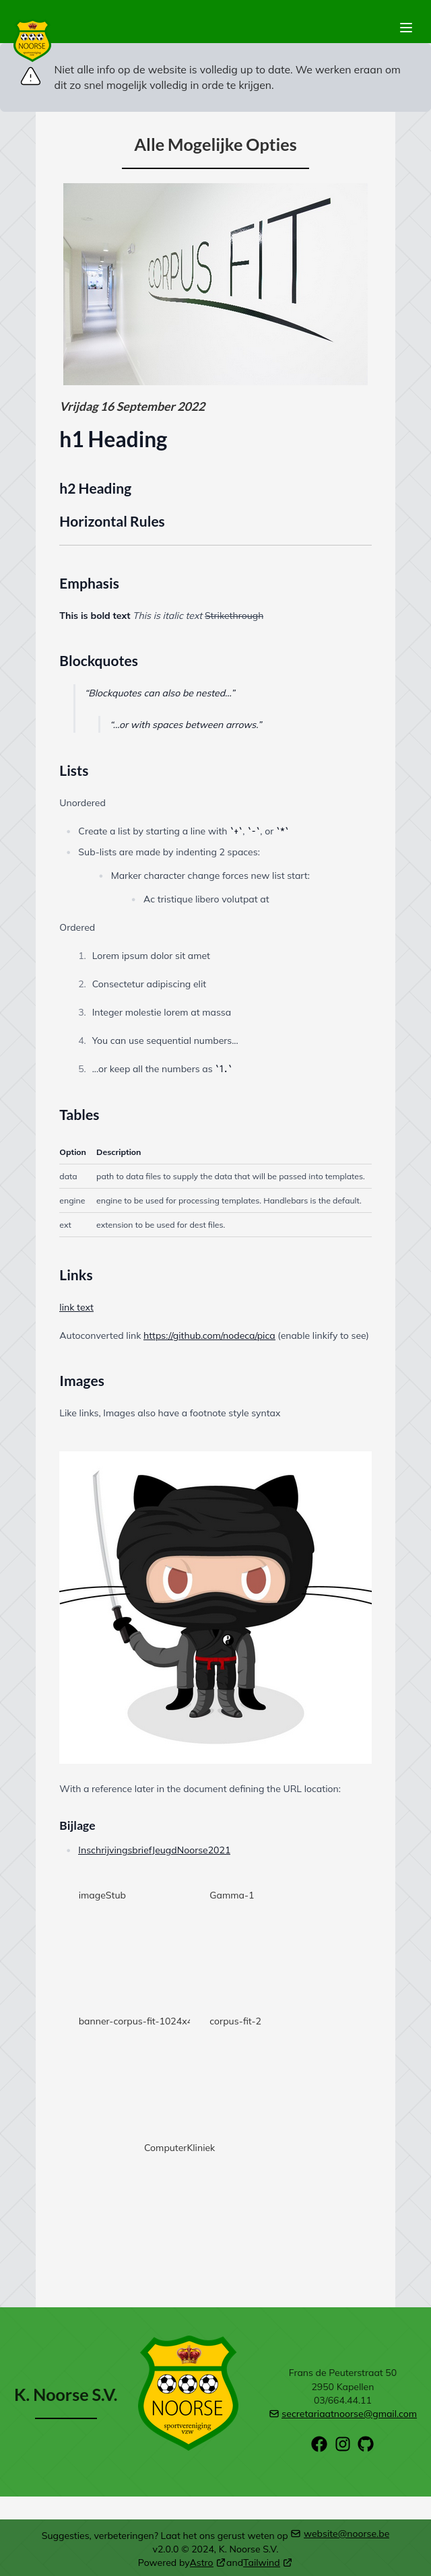 NOORSE
Niet alle info op de website is volledig up to date. We werken eraan om
dit zo snel mogelijk volledig in orde te krijgen.
Alle Mogelijke Opties
CORPUS FIT
Vrijdag 16 September 2022
h1 Heading
h2 Heading
Horizontal Rules
Emphasis
This is bold text This is italic text Strikethrough
Blockquotes
“Blockquotes can also be nested...”
“...or with spaces between arrows.”
Lists
Unordered
Create a list by starting a line with `+`, `-`, or `*`
Sub-lists are made by indenting 2 spaces:
Marker character change forces new list start:
Ac tristique libero volutpat at
Ordered
1. Lorem ipsum dolor sit amet
2. Consectetur adipiscing elit
3. Integer molestie lorem at massa
4. You can use sequential numbers...
5. ...or keep all the numbers as `1.`
Tables
Option Description
data path to data files to supply the data that will be passed into templates.
engine engine to be used for processing templates. Handlebars is the default.
ext extension to be used for dest files.
Links
link text
Autoconverted link https://github.com/nodeca/pica (enable linkify to see)
Images
Like links, Images also have a footnote style syntax
With a reference later in the document defining the URL location:
Bijlage
InschrijvingsbriefJeugdNoorse2021
imageStub Gamma-1
banner-corpus-fit-1024x4 corpus-fit-2
ComputerKliniek
K. Noorse S.V.
NOORSE
sportvereniging
vzw
Frans de Peuterstraat 50
2950 Kapellen
03/664.44.11
secretariaatnoorse@gmail.com
Suggesties, verbeteringen? Laat het ons gerust weten op website@noorse.be
v2.0.0 © 2024, K. Noorse S.V.
Powered byAstro andTailwind